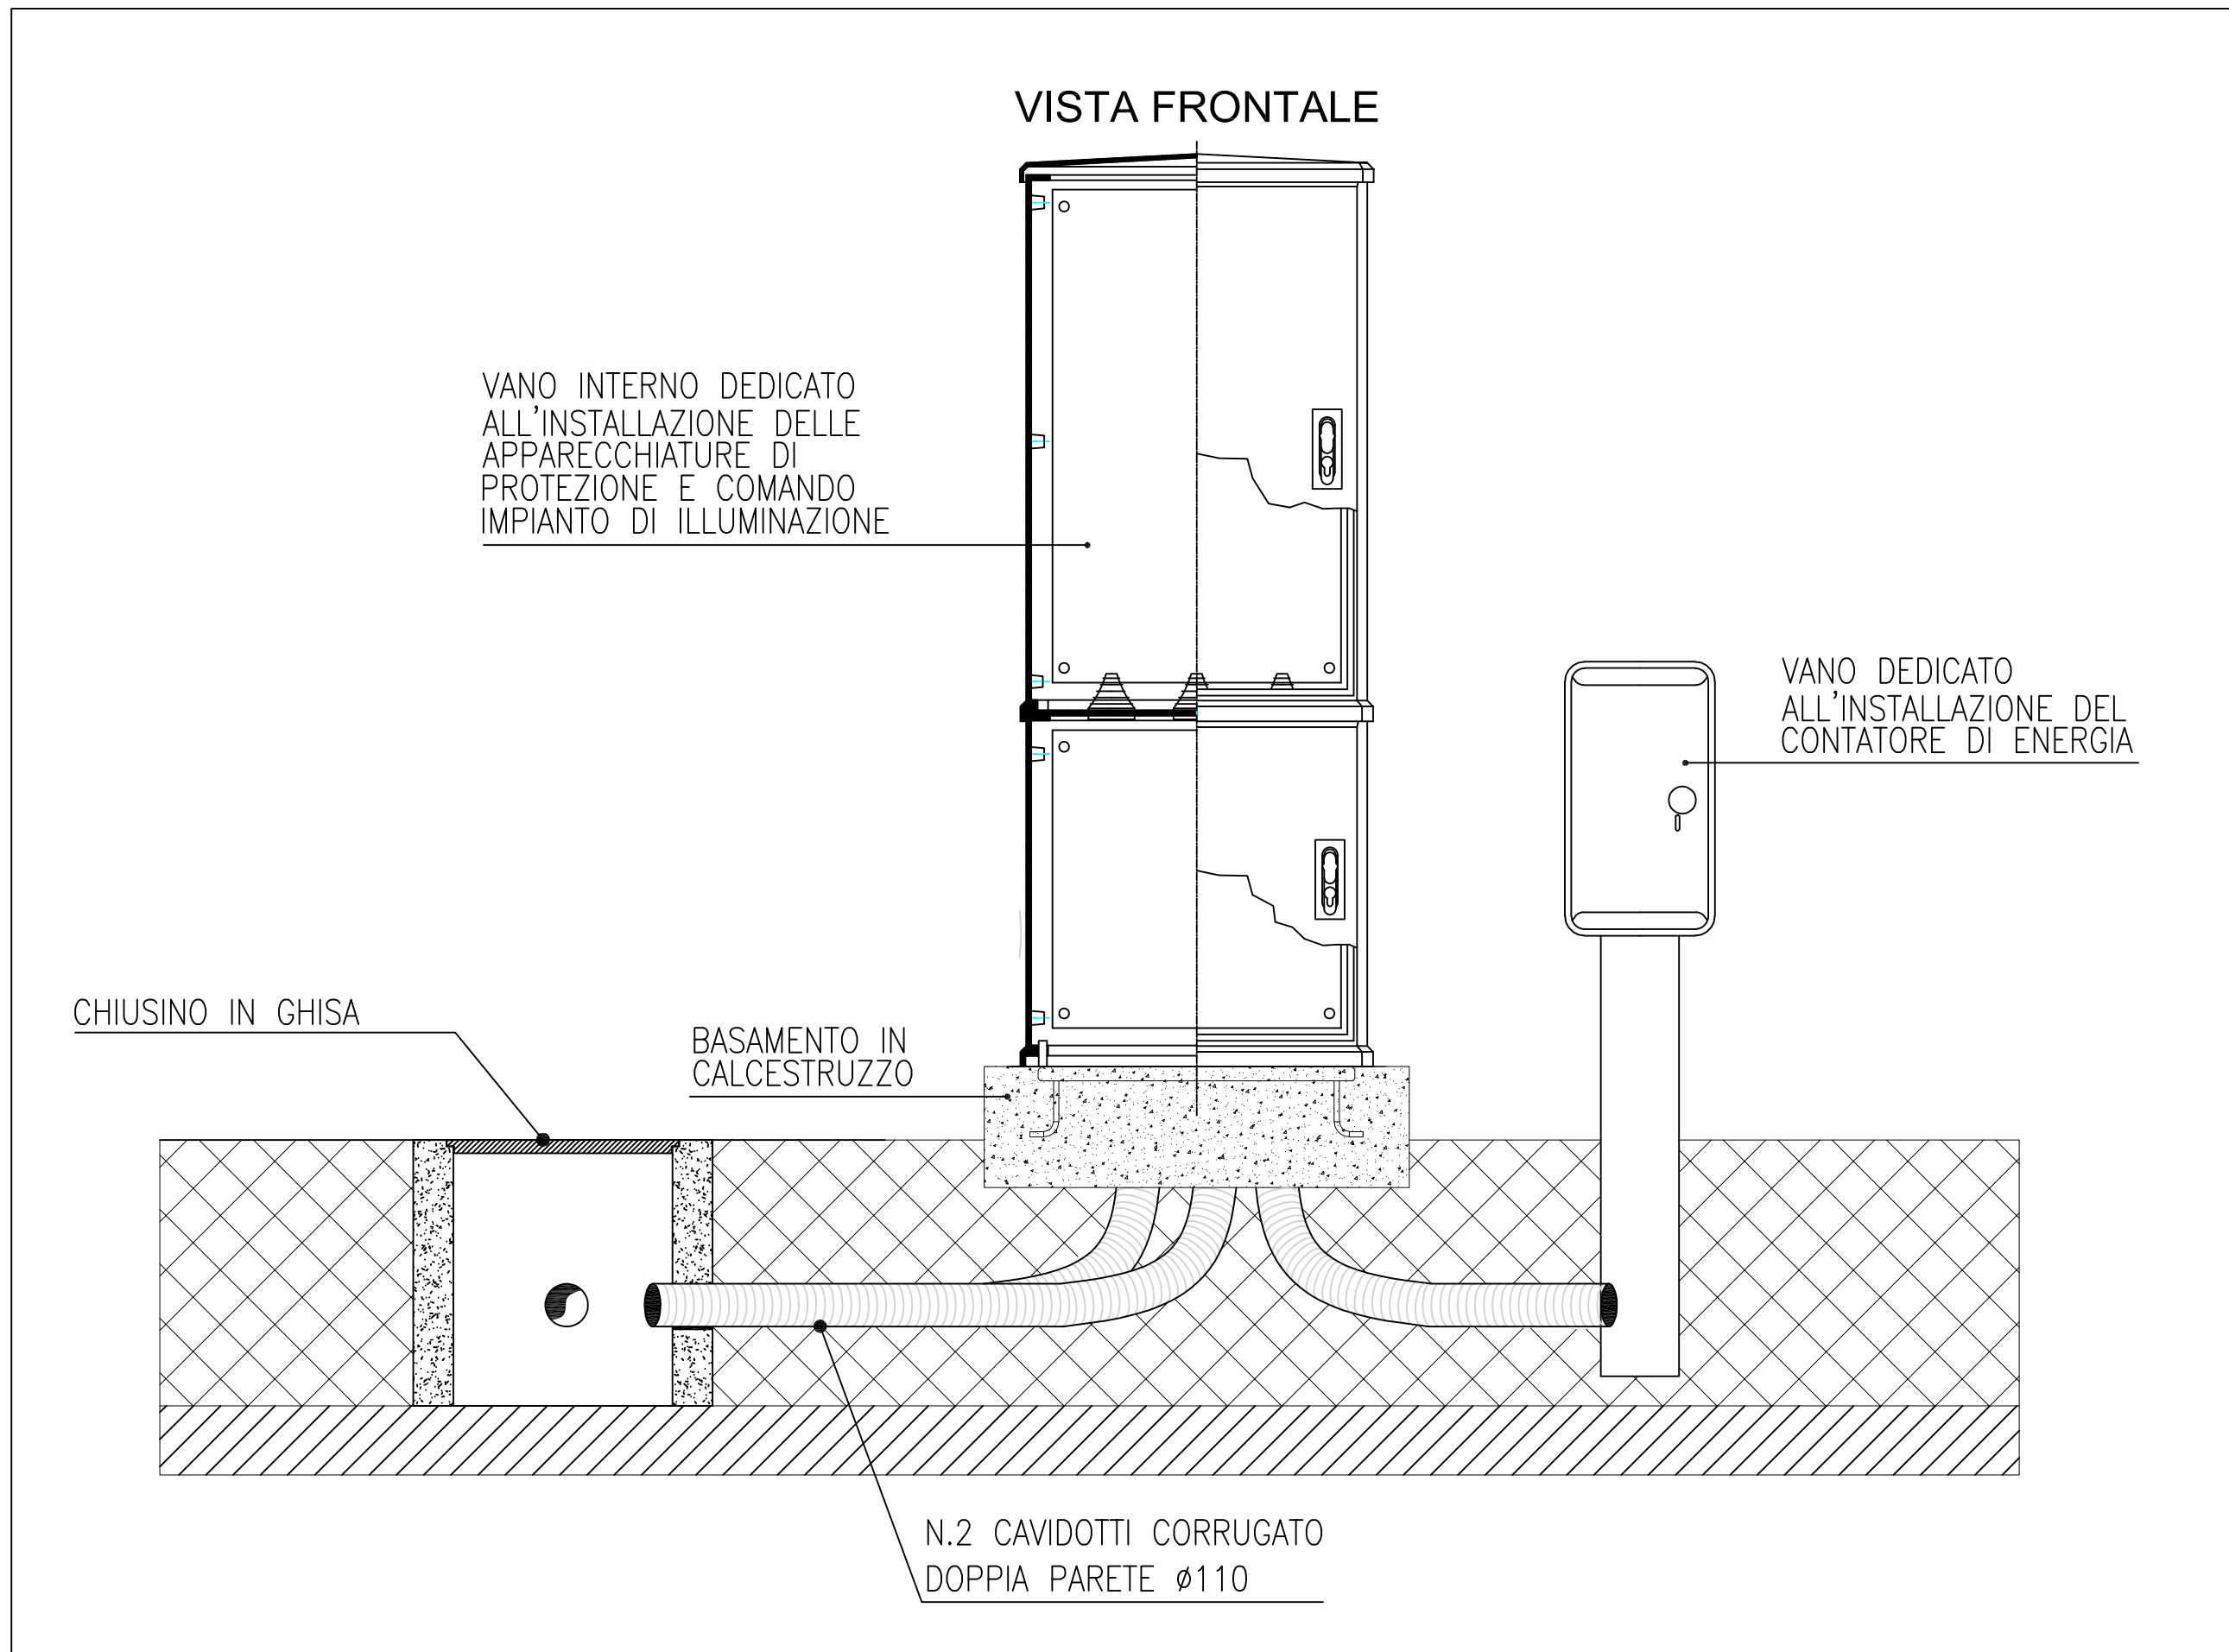 VISTA FRONTALE
VANO INTERNO DEDICATO
ALL'INSTALLAZIONE DELLE
APPARECCHIATURE DI
PROTEZIONE E COMANDO
IMPIANTO DI ILLUMINAZIONE
VANO DEDICATO
ALL'INSTALLAZIONE DEL
CONTATORE DI ENERGIA
CHIUSINO IN GHISA
BASAMENTO IN
CALCESTRUZZO
N.2 CAVIDOTTI CORRUGATO
DOPPIA PARETE ø110